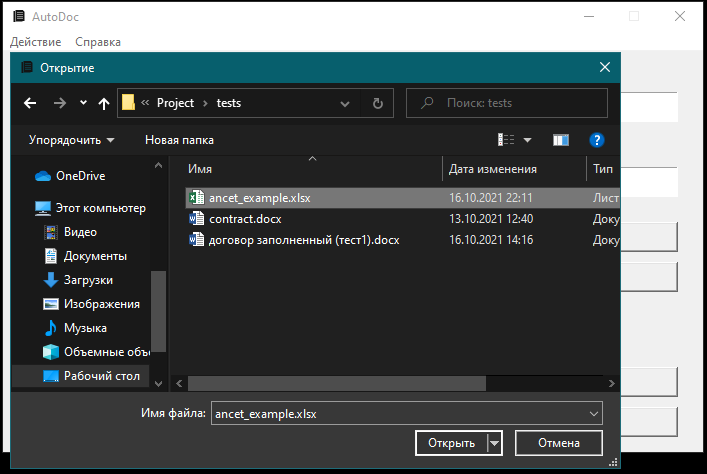 AutoDoc
Действие Справка
Открытие
Project tests
Поиск: tests
Упорядочить Новая папка
OneDrive
Этот компьютер
Видео
Документы
Загрузки
Изображения
Музыка
Объемные объ
Рабочий стол
Имя Дата изменения Тип
ancet_example.xlsx 16.10.2021 22:11 Лист
contract.docx 13.10.2021 12:40 Доку
договор заполненный (тест1).docx 16.10.2021 14:16 Доку
Имя файла: ancet_example.xlsx
Открыть Отмена